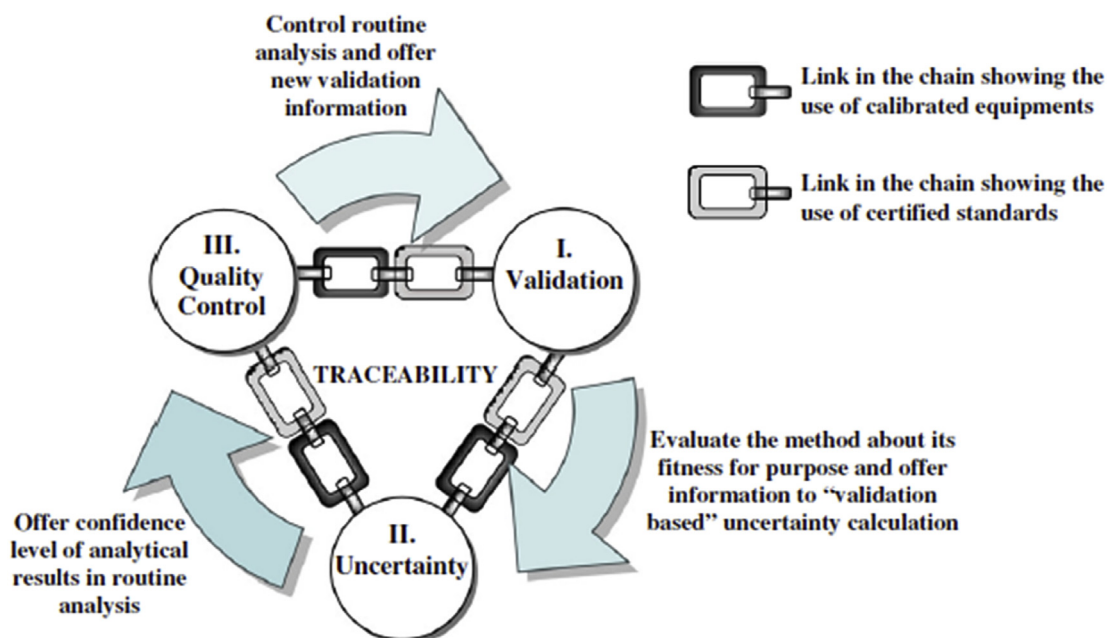 Control routine
analysis and offer
new validation
information
Link in the chain showing the
use of calibrated equipments
Link in the chain showing the
use of certified standards
III.
Quality
Control
I.
Validation
TRACEABILITY
Evaluate the method about its
fitness for purpose and offer
information to “validation
based” uncertainty calculation
Offer confidence
level of analytical
results in routine
analysis
II.
Uncertainty